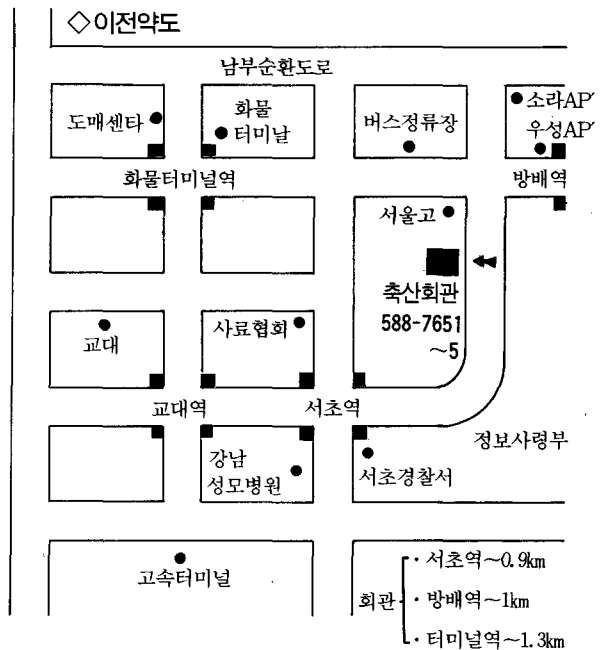 ◇이전약도
남부순환도로
도매센타
화물
터미날
버스정류장
소라AP
우성AP
화물터미널역
방배역
서울고
축산회관
588-7651
~5
교대
사료협회
교대역
서초역
강남
성모병원
서초경찰서
정보사령부
고속터미널
회관
· 서초역~0.9km
· 방배역~1km
· 터미널역~1.3km